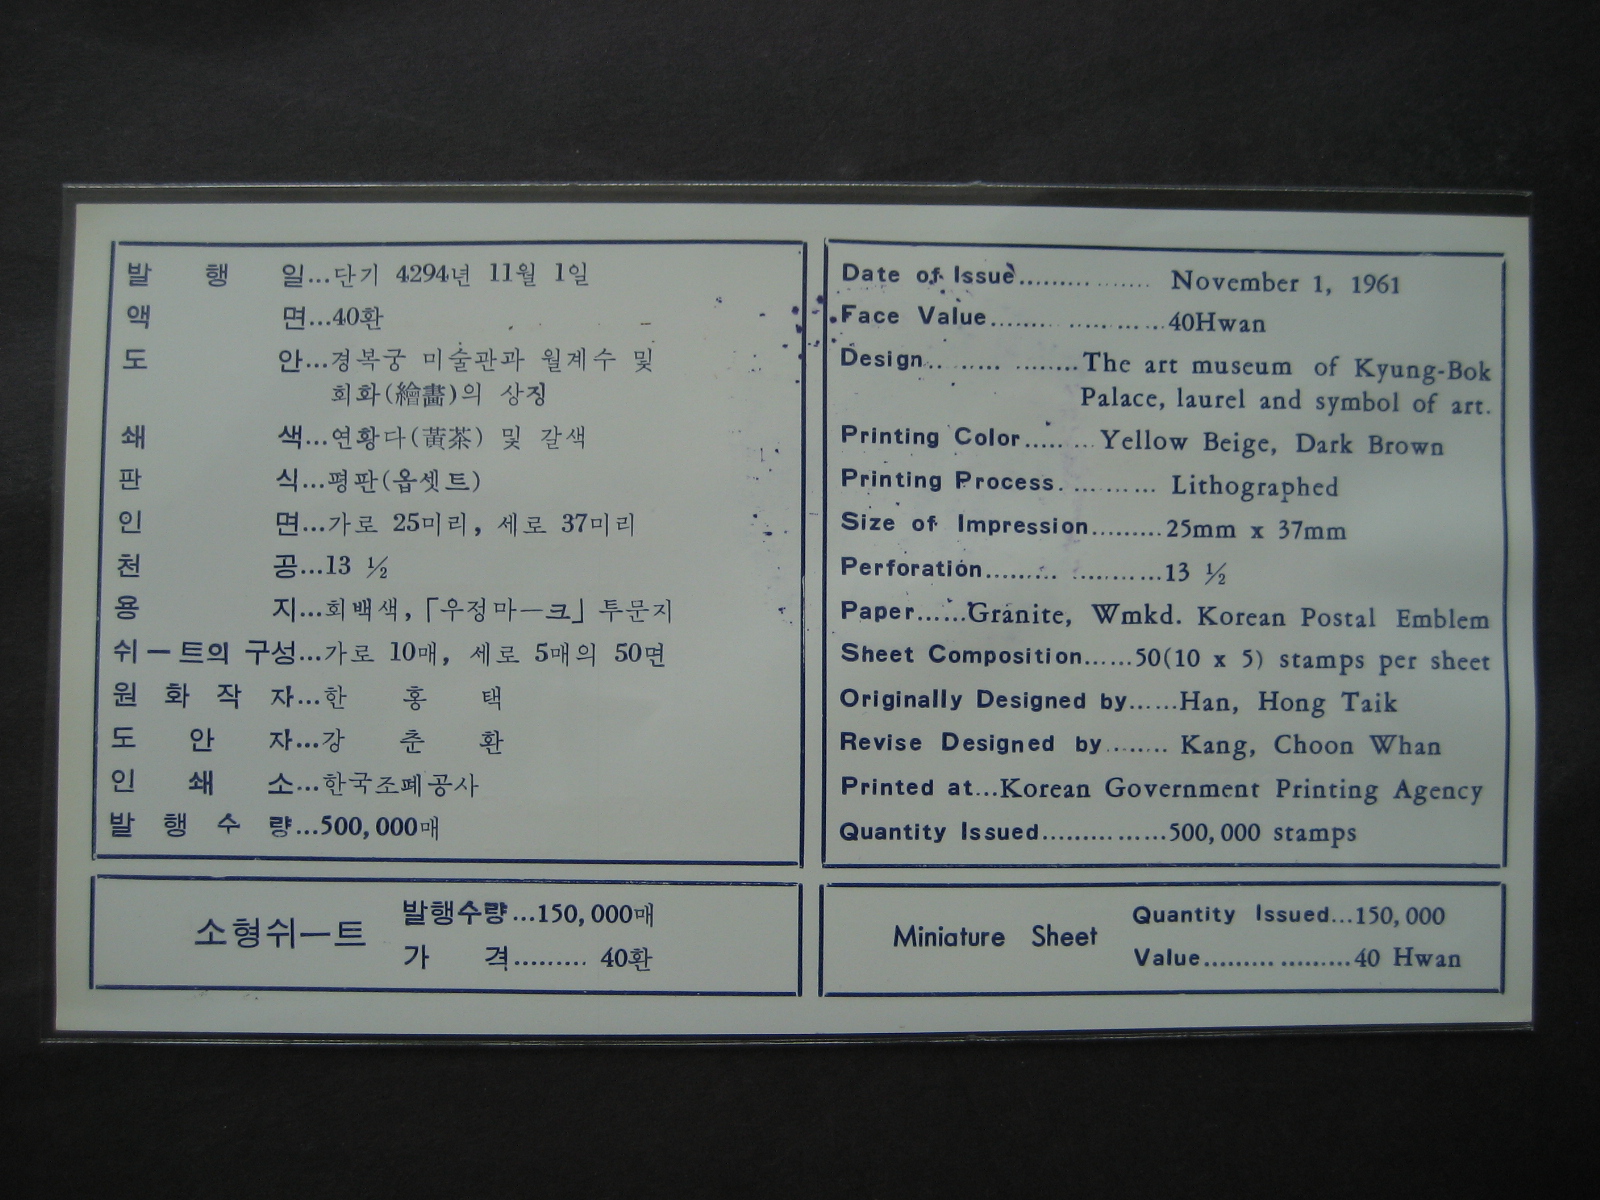 발 행 일...단기 4294년 11월 1일
액 면...40환
도 안...경복궁 미술관과 월계수 및
회화(繪畵)의 상징
쇄 색...연황다(黃茶) 및 갈색
판 식...평판(옵셋트)
인 면...가로 25미리, 세로 37미리
천 공...13 ½
용 지...회백색, 「우정마ー크」 투문지
쉬ー트의 구성...가로 10매, 세로 5매의 50면
원 화 작 자...한 홍 택
도 안 자...강 춘 환
인 쇄 소...한국조폐공사
발 행 수 량...500,000매
소형쉬ー트
발행수량...150,000매
가 격......... 40환
Date of Issue................ November 1, 1961
Face Value.....................40Hwan
Design................The art museum of Kyung-Bok
Palace, laurel and symbol of art.
Printing Color.........Yellow Beige, Dark Brown
Printing Process........... Lithographed
Size of Impression.........25mm x 37mm
Perforation.....................13 ½
Paper......Granite, Wmkd. Korean Postal Emblem
Sheet Composition......50(10 x 5) stamps per sheet
Originally Designed by......Han, Hong Taik
Revise Designed by........ Kang, Choon Whan
Printed at...Korean Government Printing Agency
Quantity Issued...............500,000 stamps
Miniature Sheet
Quantity Issued...150,000
Value..................40 Hwan